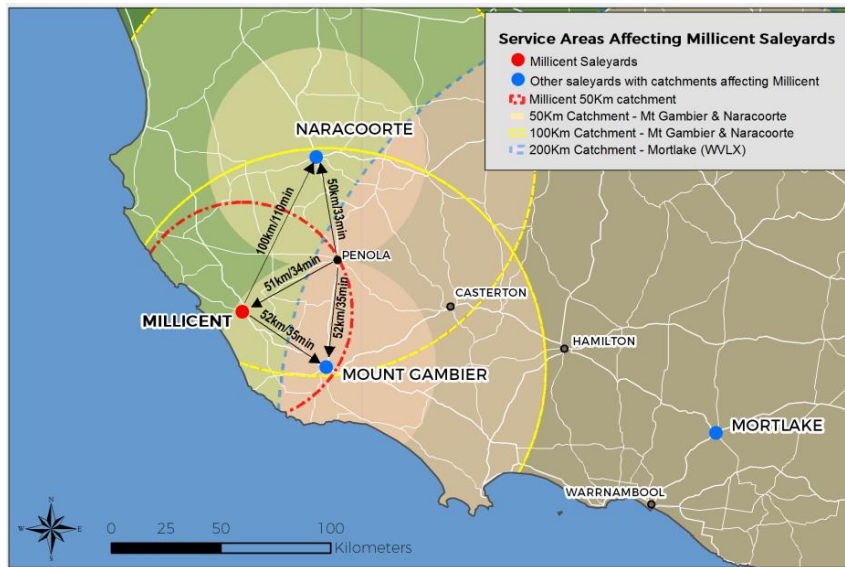 Service Areas Affecting Millicent Saleyards
Millicent Saleyards
Other saleyards with catchments affecting Millicent
Millicent 50Km catchment
50Km Catchment - Mt Gambier & Naracoorte
100Km Catchment - Mt Gambier & Naracoorte
200Km Catchment - Mortlake (WVLX)
NARACOORTE
100km/110min
50km/33min
PENOLA
51km/34min
52km/35min
CASTERTON
MILLICENT
52km/35min
HAMILTON
MOUNT GAMBIER
MORTLAKE
WARRNAMBOOL
N
W
E
S
0 25 50 100
Kilometers